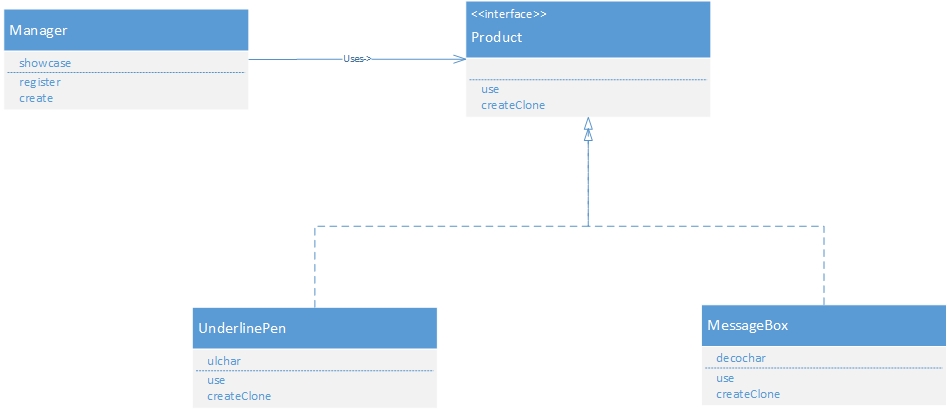 Manager
showcase
register
create
Uses->
<<interface>>
Product
use
createClone
UnderlinePen
ulchar
use
createClone
MessageBox
decochar
use
createClone